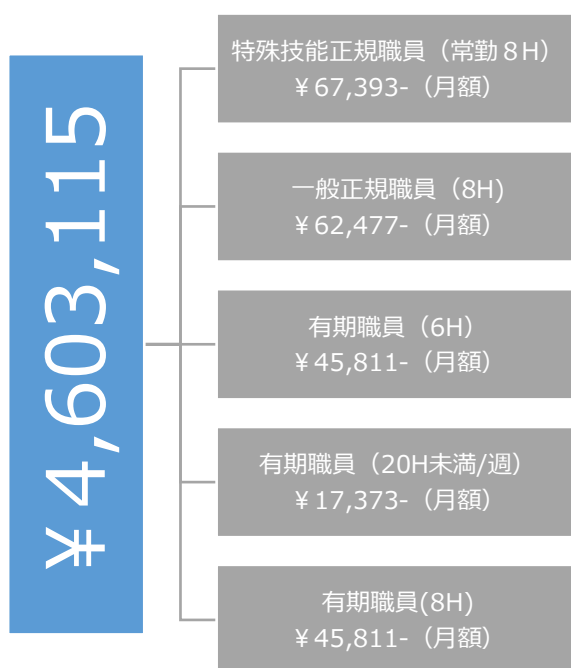 ¥4,603,115
特殊技能正規職員（常勤８H）
¥67,393-（月額）
一般正規職員（8H)
¥62,477-（月額）
有期職員（6H）
¥45,811-（月額）
有期職員（20H未満/週）
¥17,373-（月額）
有期職員(8H)
¥45,811-（月額）